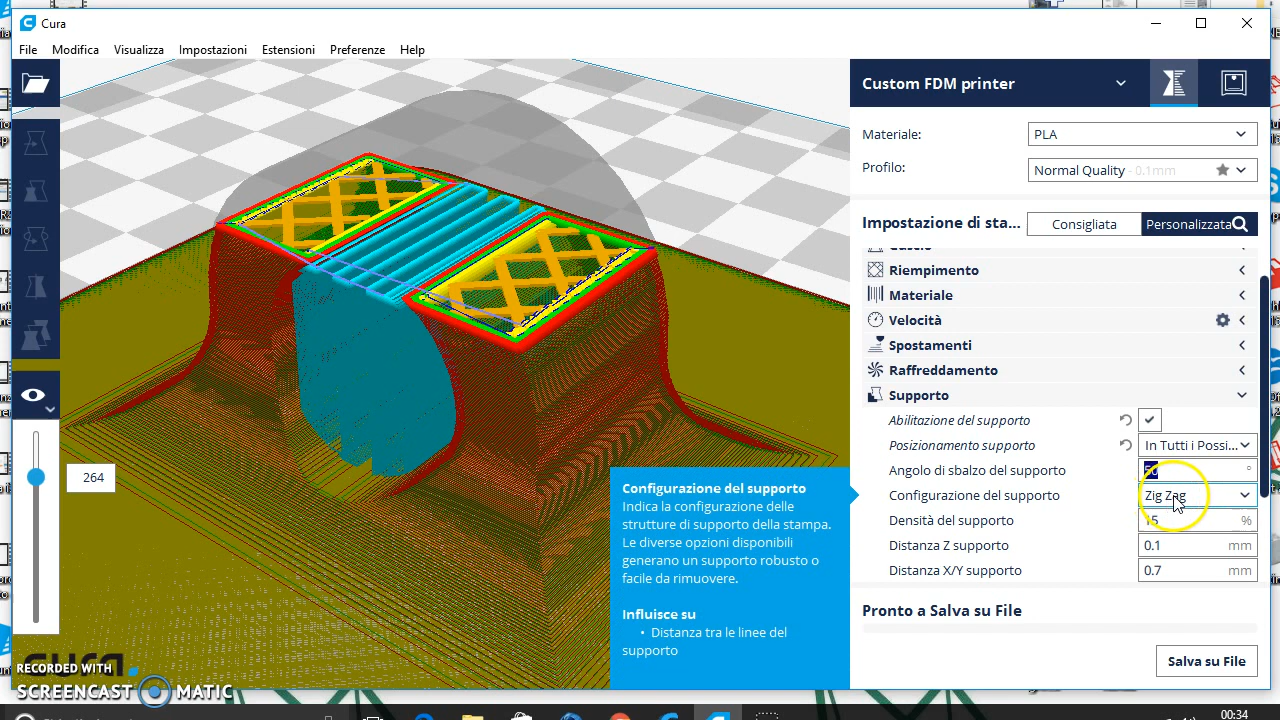 Cura
File Modifica Visualizza Impostazioni Estensioni Preferenze Help
Custom FDM printer
Materiale: PLA
Profilo: Normal Quality - 0.1mm
Impostazione di sta... Consigliata Personalizzata
Riempimento
Materiale
Velocità
Spostamenti
Raffreddamento
Supporto
Abilitazione del supporto
Posizionamento supporto In Tutti i Possi...
Angolo di sbalzo del supporto 50 °
Configurazione del supporto Zig Zag
Densità del supporto 15 %
Distanza Z supporto 0.1 mm
Distanza X/Y supporto 0.7 mm
264
Configurazione del supporto
Indica la configurazione delle
strutture di supporto della stampa.
Le diverse opzioni disponibili
generano un supporto robusto o
facile da rimuovere.
Influisce su
• Distanza tra le linee del
supporto
Pronto a Salva su File
Salva su File
cura.
RECORDED WITH
SCREENCAST MATIC
00:34